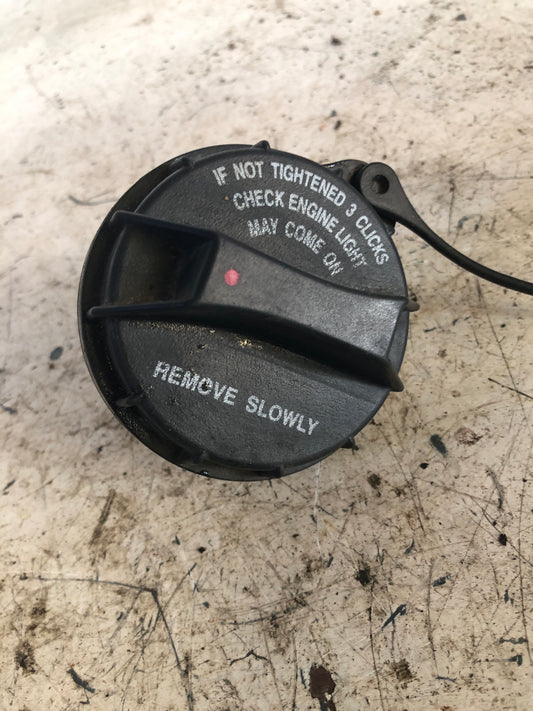 IF NOT TIGHTENED 3 CLICKS
CHECK ENGINE LIGHT
MAY COME ON
REMOVE SLOWLY